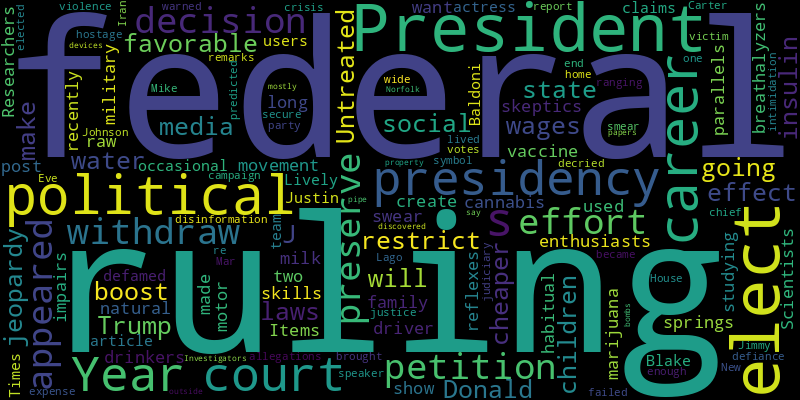 violence
warned
Iran
crisis
want
actress
report
claims
Carter
Researchers
elected
decision
President
federal
hostage
devices
favorable
users
military
remarks
Untreated
victim
parallels
one
breathalyzers
intimidation
insulin
recently
Mike
predicted
mostly
wide
Norfolk
end
home
ranging
Baldoni
state
skeptics
make
Johnson
raw
media
long
secure
party
social
wages
lived
votes
smear
papers
career
post
water
occasional
movement
vaccine
symbol
decried
Eve
campaign
Lively
presidency
property
going
political
Justin
pipe
preserve
create
cannabis
effect
disinformation
swear
used
chief
withdraw
team
discovered
say
s
effort
elect
jeopardy
appeared
re
J
restrict
enthusiasts
became
ruling
Mar
Lago
judiciary
reflexes
studying
Scientists
impairs
defamed
milk
will
cheaper
House
boost
made
motor
two
skills
family
habitual
children
marijuana
bombs
natural
laws
justice
Trump
Items
driver
springs
article
Jimmy
drinkers
Investigators
allegations
brought
petition
Blake
defiance
Times
Year
court
speaker
enough
New
expense
outside
show
Donald
failed